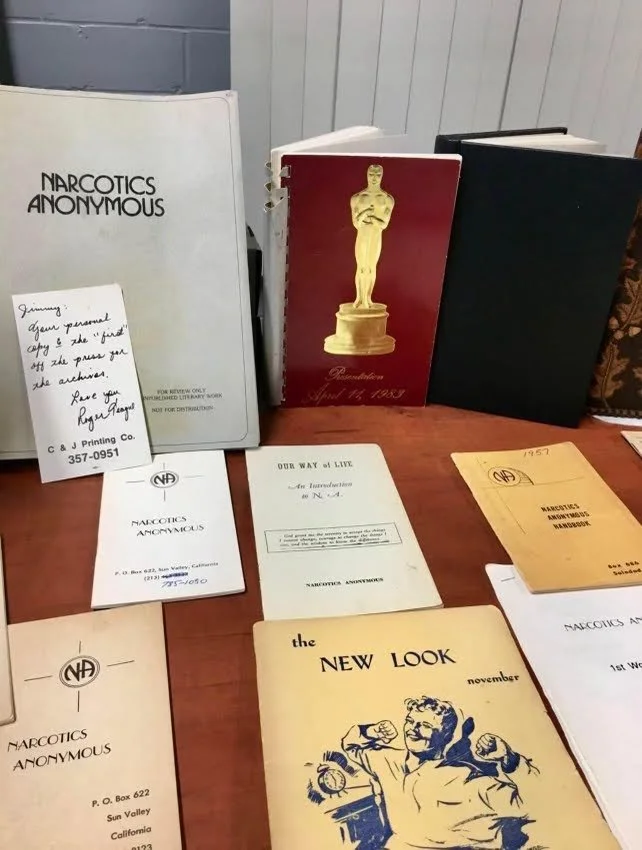 NARCOTICS
ANONYMOUS
FOR REVIEW ONLY
UNPUBLISHED LITERARY WORK
NOT FOR DISTRIBUTION
Jimmy:
Your personal
copy & the "first"
off the press for
the archives.
Love you
Roger
C & J Printing Co.
357-0951
Presentation
April 11, 1983
NA
NARCOTICS
ANONYMOUS
P. O. Box 622, Sun Valley, California
(213)
785-1030
OUR WAY of LIFE
An Introduction
to N. A.
God grant me the serenity to accept the things
I cannot change, courage to change the things I
can, and the wisdom to know the difference.
NARCOTICS ANONYMOUS
1957
NA
NARCOTICS
ANONYMOUS
HANDBOOK
Box
Soledad
NARCOTICS AN
1st Wo
NA
NARCOTICS
ANONYMOUS
P. O. Box 622
Sun Valley
California
the
NEW LOOK
november